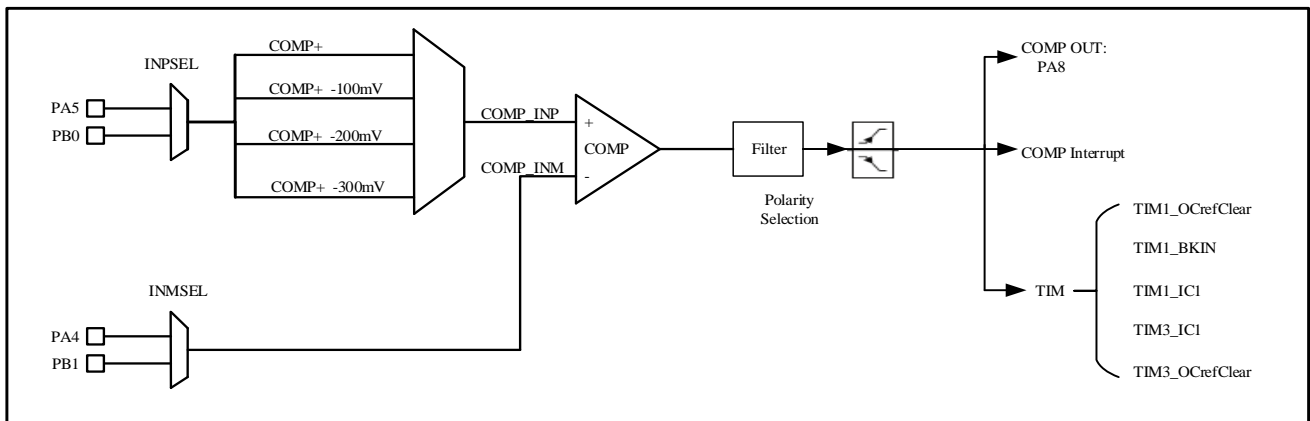 INPSEL
PA5
PB0
COMP+
COMP+ -100mV
COMP+ -200mV
COMP+ -300mV
COMP_INP
COMP_INM
+
COMP
-
Filter
Polarity
Selection
COMP OUT:
PA8
COMP Interrupt
TIM
TIM1_OCrefClear
TIM1_BKIN
TIM1_IC1
TIM3_IC1
TIM3_OCrefClear
INMSEL
PA4
PB1